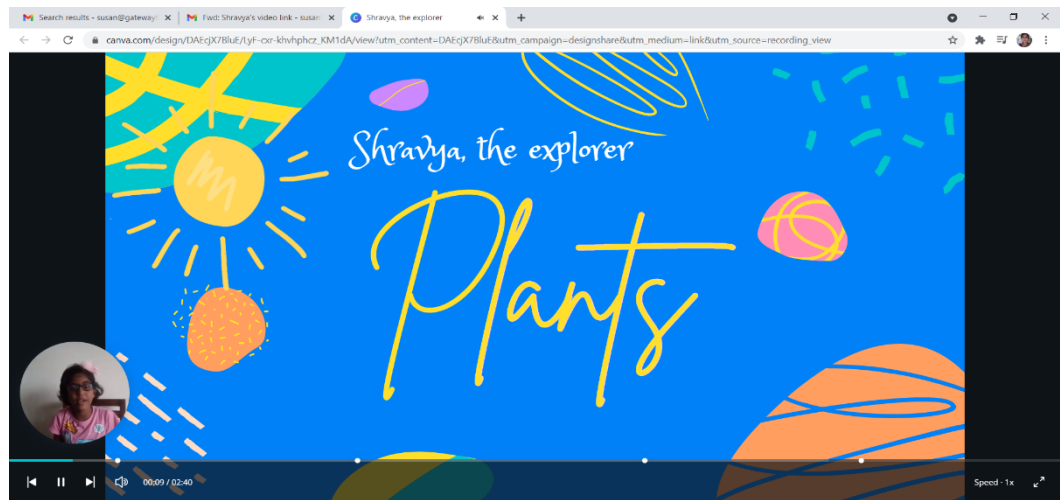 Search results - susan@gateway
Fwd: Shravya's video link - susan
Shravya, the explorer
canva.com/design/DAEcjX7BluE/LyF-cxr-khvhphcz_KM1dA/view?utm_content=DAEcjX7BluE&utm_campaign=designshare&utm_medium=link&utm_source=recording_view
Shravya, the explorer
Plants
00:09 / 02:40
Speed - 1x